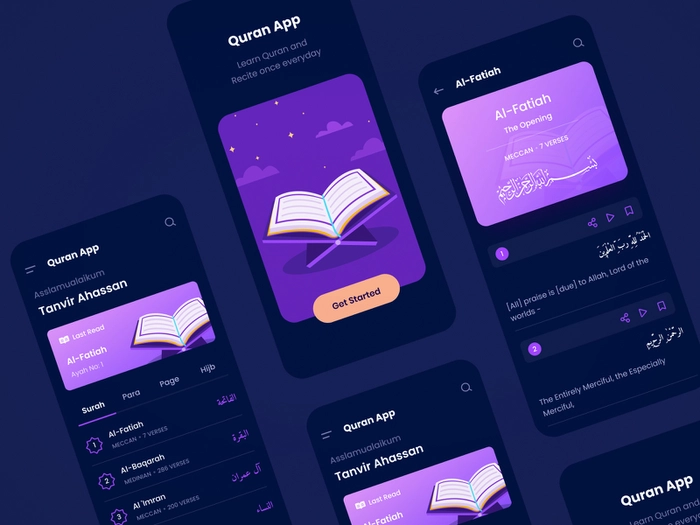 Quran App
Learn Quran and
Recite once everyday
Get Started
Al-Fatiah
Al-Fatiah
The Opening
MECCAN • 7 VERSES
بسم الله الرحمن الرحيم
1
الحمد لله رب العلمين
[All] praise is [due] to Allah, Lord of the
worlds -
2
الرحمن الرحيم
The Entirely Merciful, the Especially
Merciful,
Quran App
Asslamualaikum
Tanvir Ahassan
Last Read
Al-Fatiah
Ayah No: 1
Surah Para Page Hijb
1 Al-Fatiah الفاتحة
MECCAN • 7 VERSES
2 Al-Baqarah البقرة
MEDINIAN • 286 VERSES
3 Al 'Imran آل عمران
MECCAN • 200 VERSES
النساء
Quran App
Asslamualaikum
Tanvir Ahassan
Last Read
Al-Fatiah
Quran App
Learn Quran and